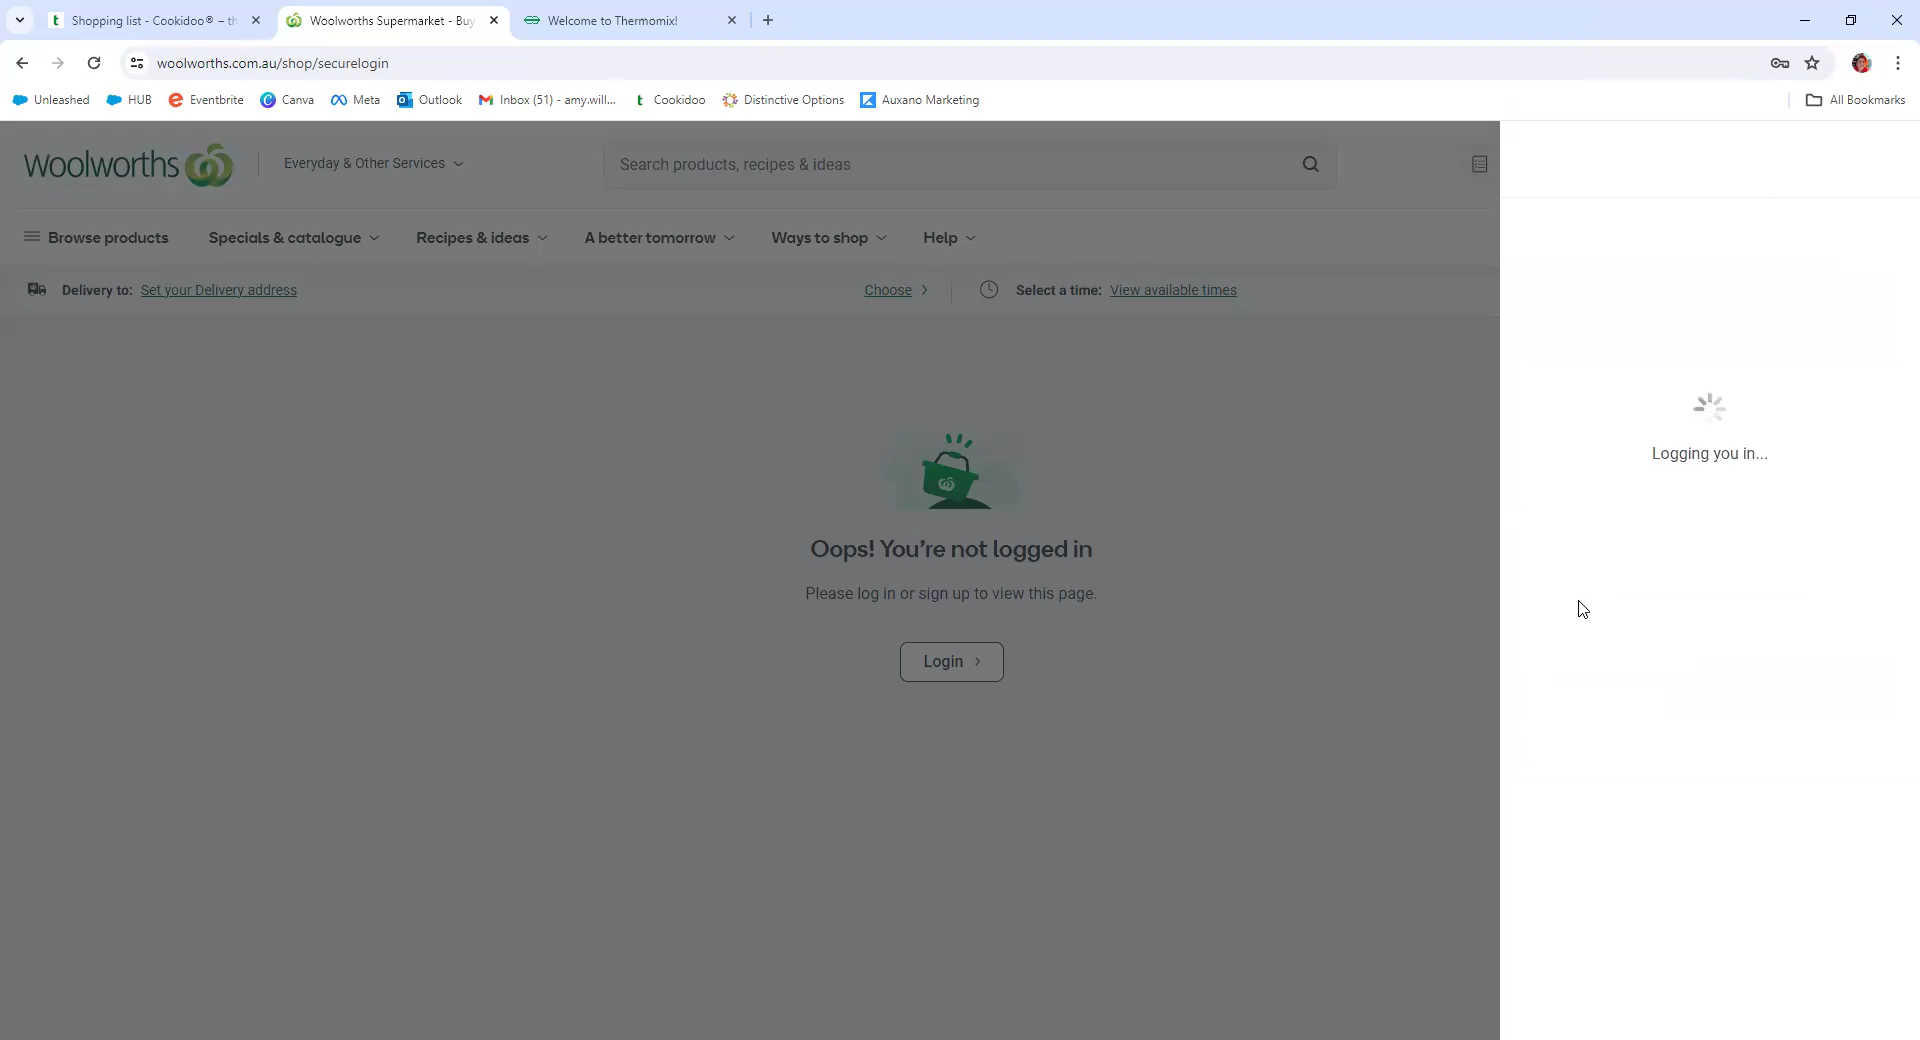 Shopping list - Cookidoo® – th
Woolworths Supermarket - Buy
Welcome to Thermomix!
woolworths.com.au/shop/securelogin
Unleashed
HUB
Eventbrite
Canva
Meta
Outlook
Inbox (51) - amy.will...
Cookidoo
Distinctive Options
Auxano Marketing
All Bookmarks
Woolworths
Everyday & Other Services
Search products, recipes & ideas
Browse products
Specials & catalogue
Recipes & ideas
A better tomorrow
Ways to shop
Help
Delivery to: Set your Delivery address
Choose
Select a time: View available times
Logging you in...
Oops! You're not logged in
Please log in or sign up to view this page.
Login